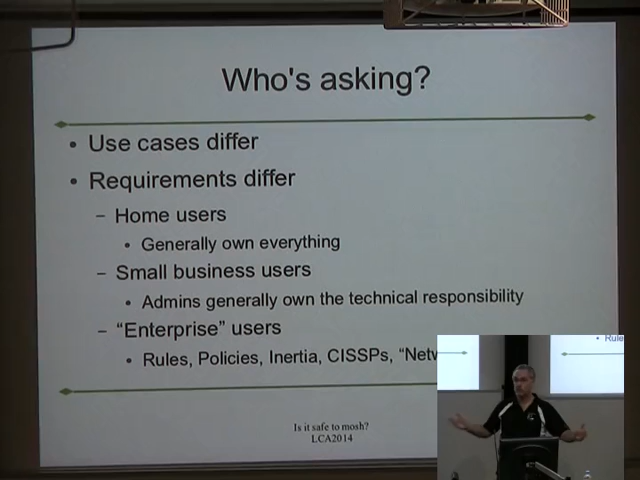 Who's asking?
• Use cases differ
• Requirements differ
– Home users
• Generally own everything
– Small business users
• Admins generally own the technical responsibility
– “Enterprise” users
• Rules, Policies, Inertia, CISSPs, “Netw
Is it safe to mosh?
LCA2014
• Rule